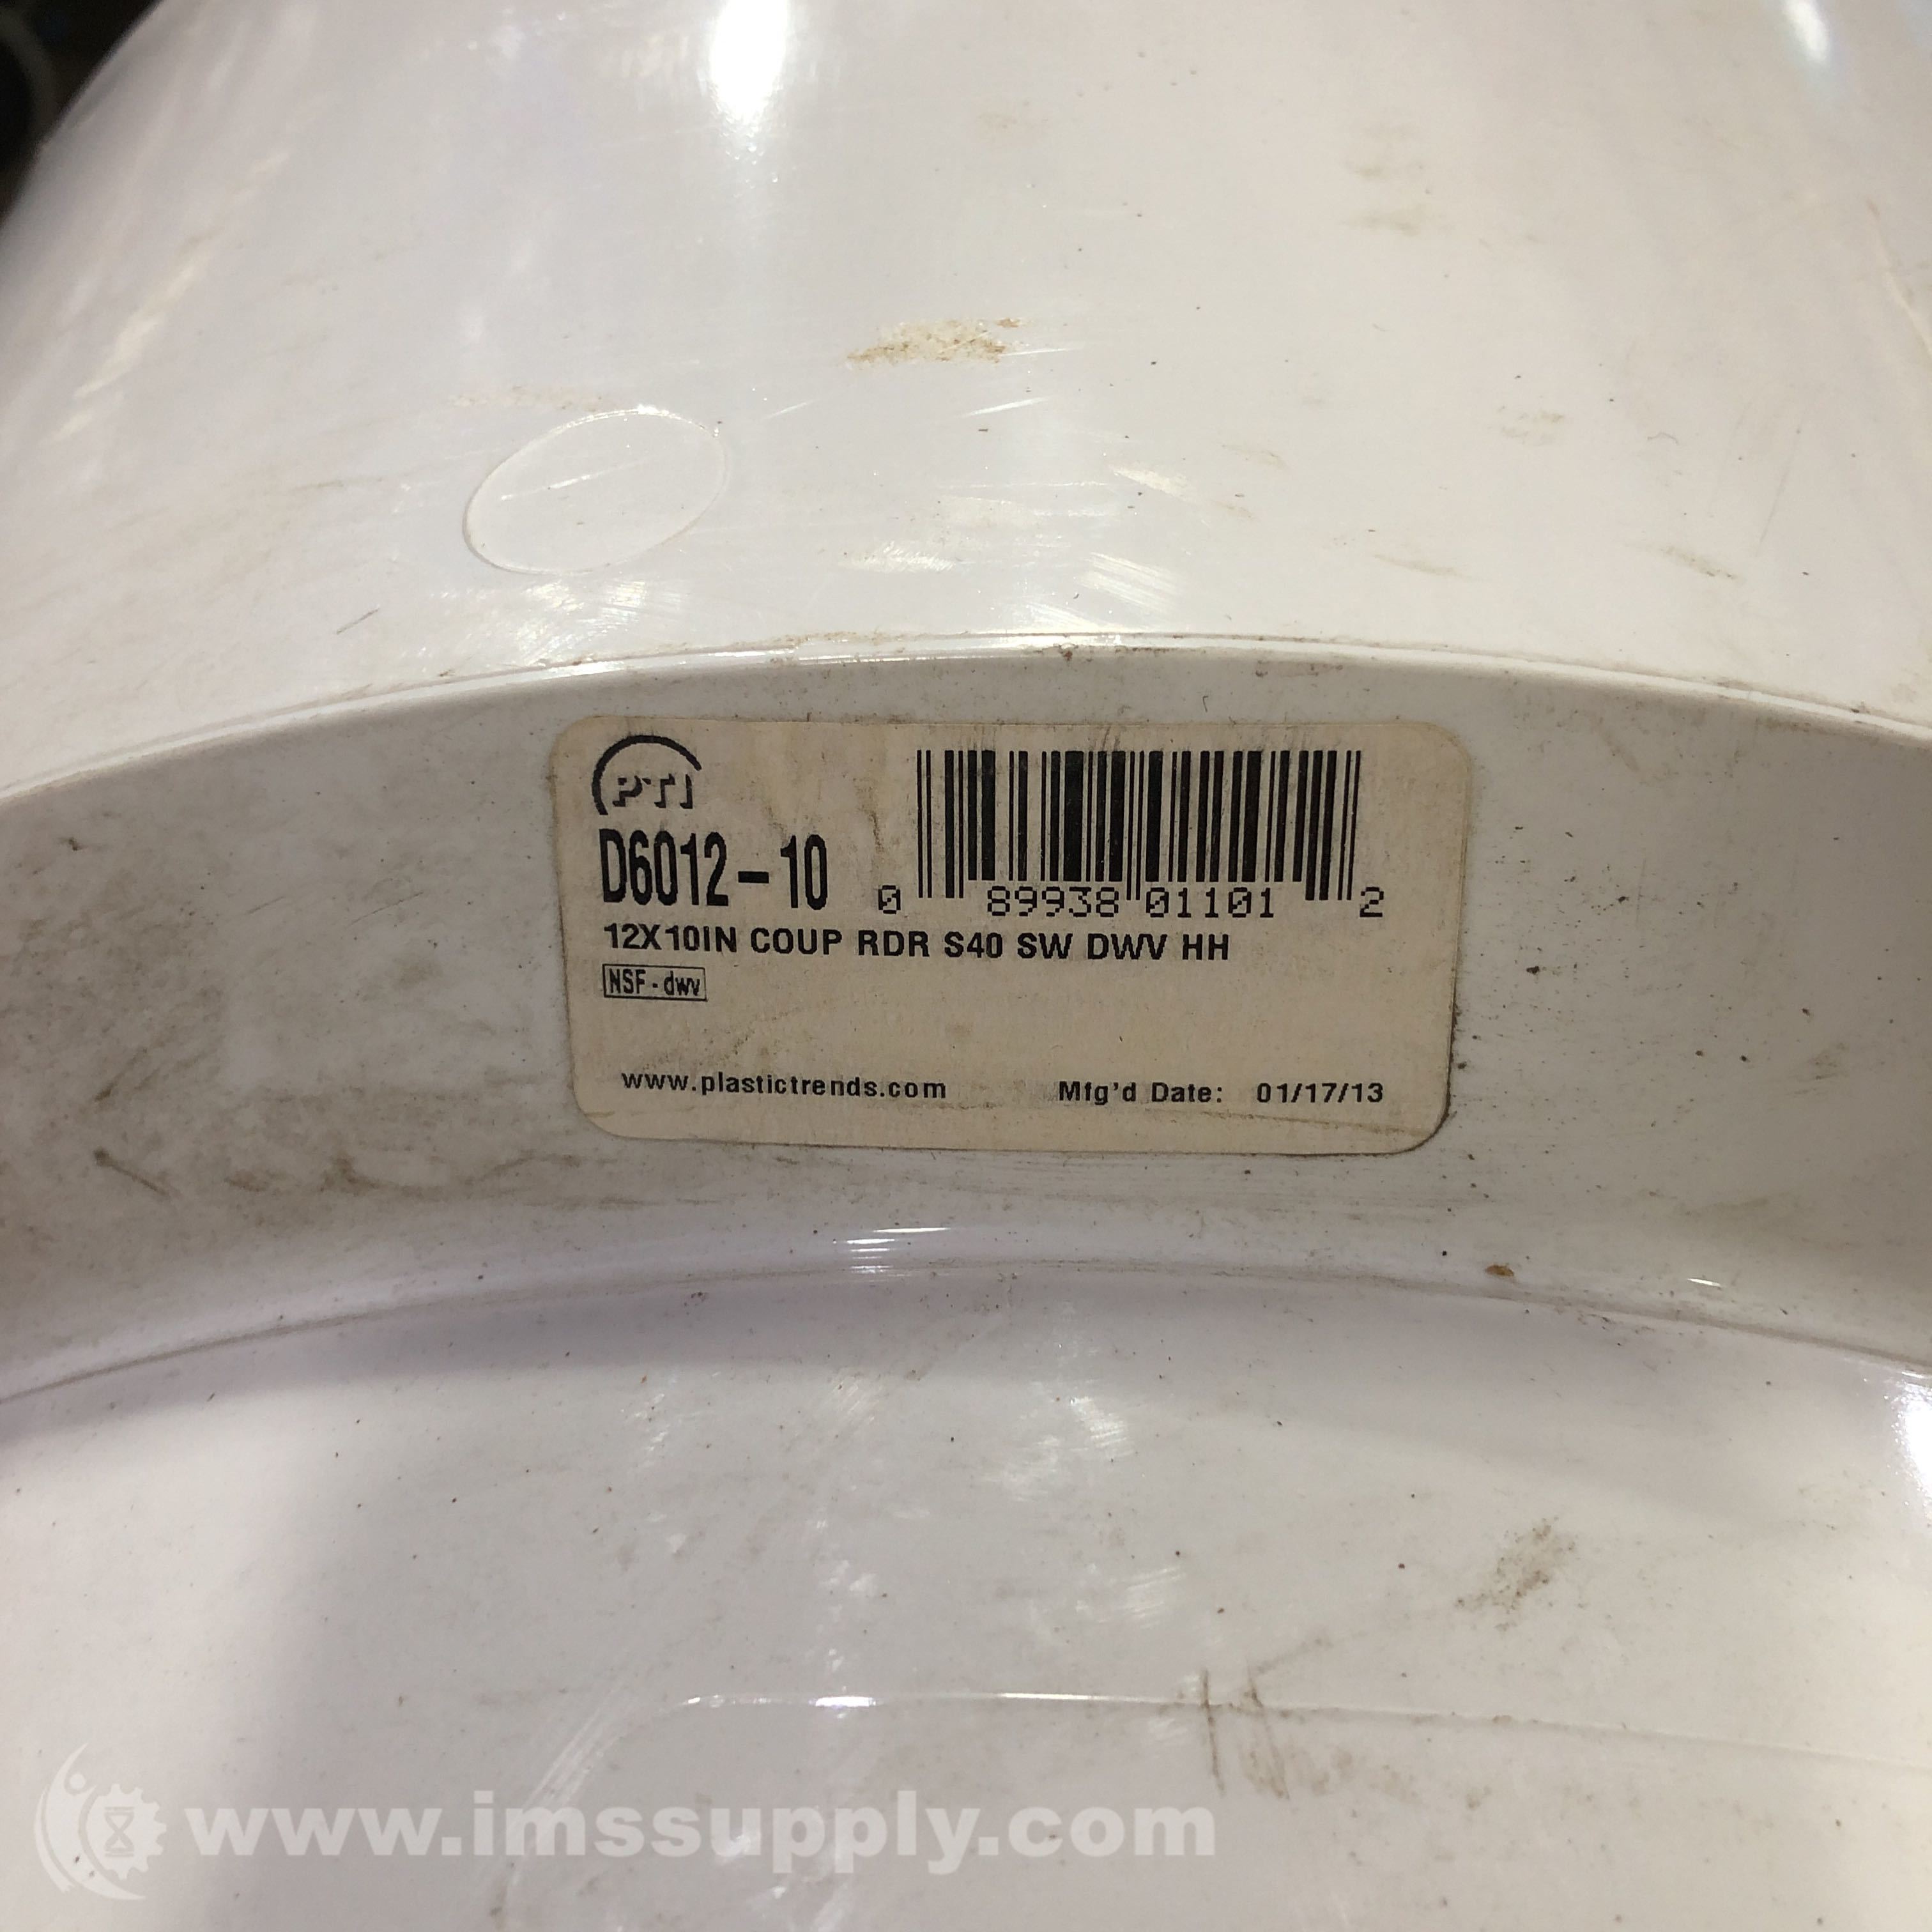 PTI
D6012-10
0 89938 01101 2
12X10IN COUP RDR S40 SW DWV HH
NSF-dwv
www.plastictrends.com Mfg'd Date: 01/17/13
www.imssupply.com